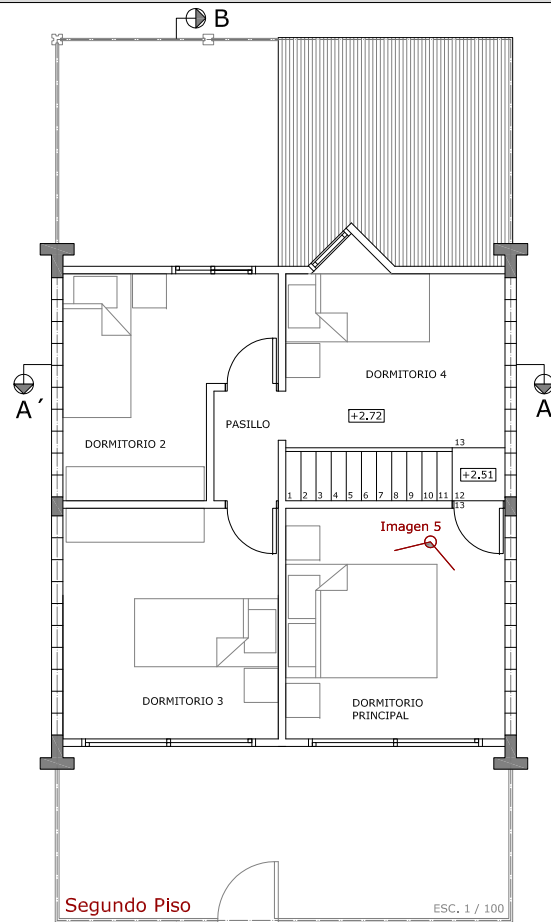 B
DORMITORIO 4
A´
A
+2.72
PASILLO
DORMITORIO 2
13
+2.51
1 2 3 4 5 6 7 8 9 10 11 12
13
Imagen 5
DORMITORIO 3
DORMITORIO
PRINCIPAL
Segundo Piso
ESC. 1 / 100